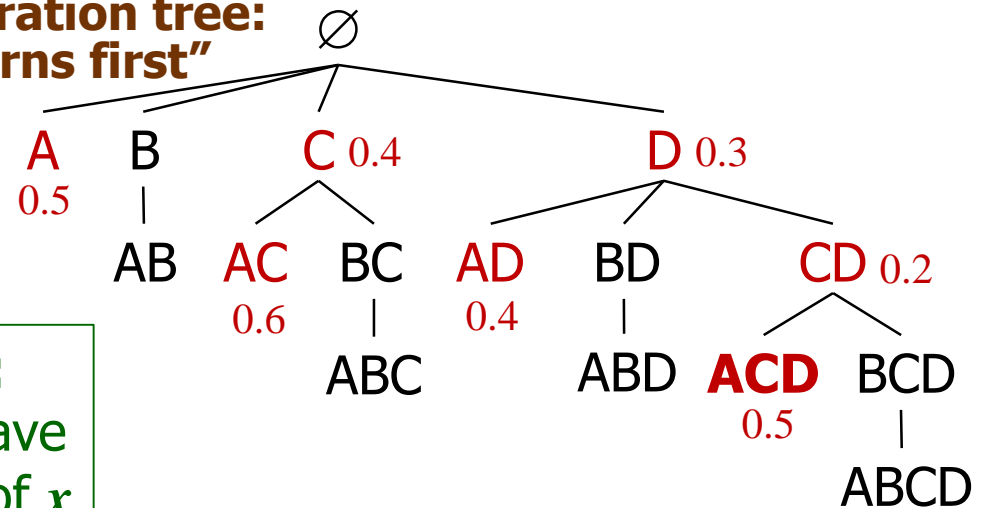 ration tree:
rns first”
∅
A B C 0.4 D 0.3
0.5
AB AC BC AD BD CD 0.2
0.6 0.4
ABC ABD ACD BCD
0.5
ave
of x
ABCD